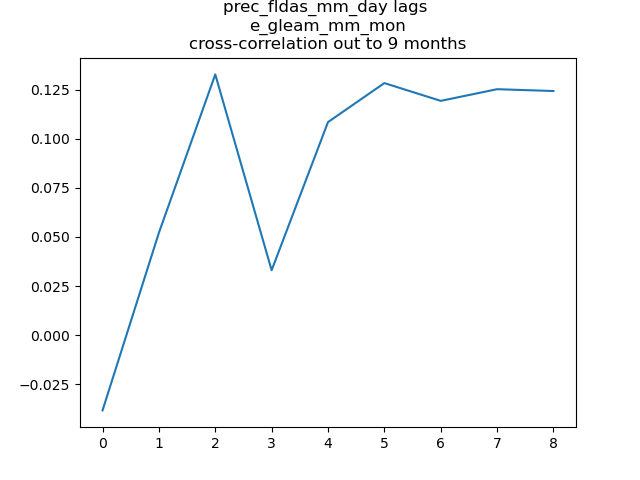 prec_fldas_mm_day lags
e_gleam_mm_mon
cross-correlation out to 9 months
0.125
0.100
0.075
0.050
0.025
0.000
−0.025
0 1 2 3 4 5 6 7 8